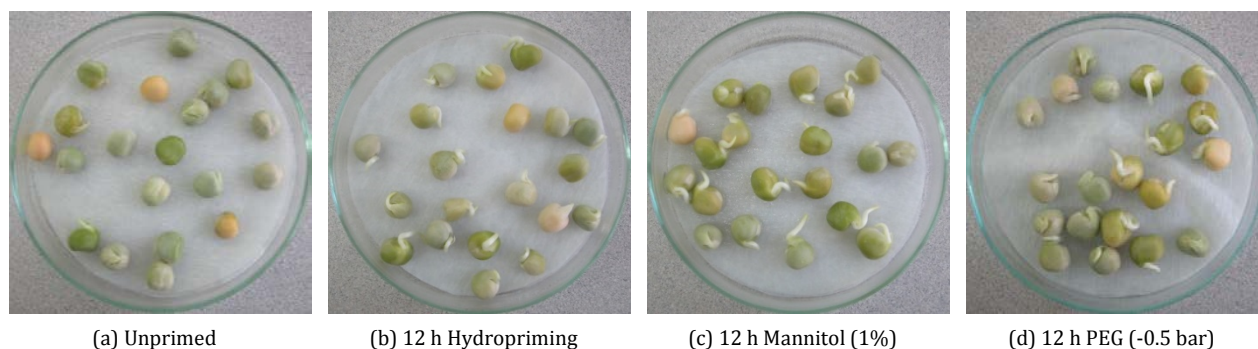 (a) Unprimed
(b) 12 h Hydropriming
(c) 12 h Mannitol (1%)
(d) 12 h PEG (-0.5 bar)